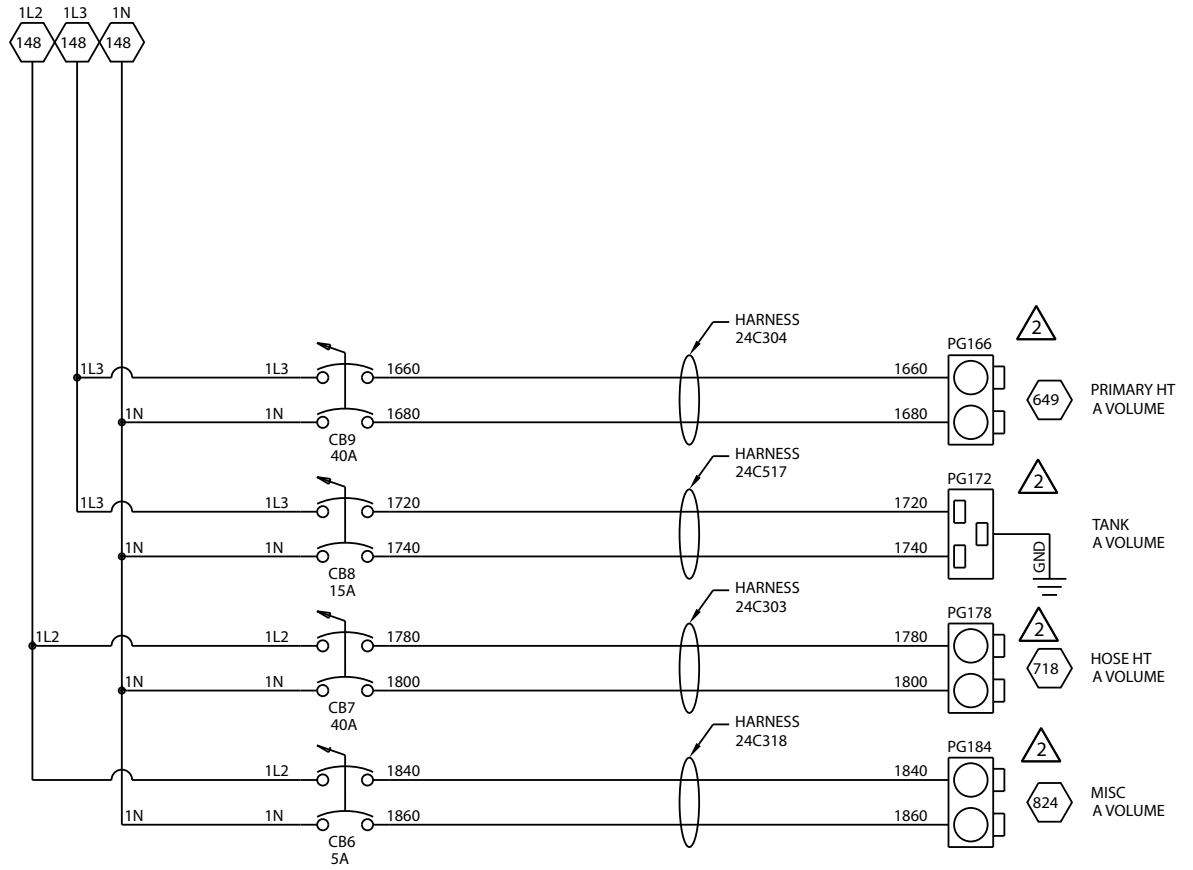 1L2 1L3 1N
148 148 148
HARNESS
24C304
2
PG166
1L3 1L3 1660 1660
649
PRIMARY HT
A VOLUME
1N 1N 1680 1680
CB9
40A
HARNESS
24C517
2
PG172
1L3 1L3 1720 1720
TANK
A VOLUME
1N 1N 1740 1740
GND
CB8
15A
HARNESS
24C303
2
PG178
1L2 1L2 1780 1780
718
HOSE HT
A VOLUME
1N 1N 1800 1800
CB7
40A
HARNESS
24C318
2
PG184
1L2 1840 1840
824
MISC
A VOLUME
1N 1N 1860 1860
CB6
5A